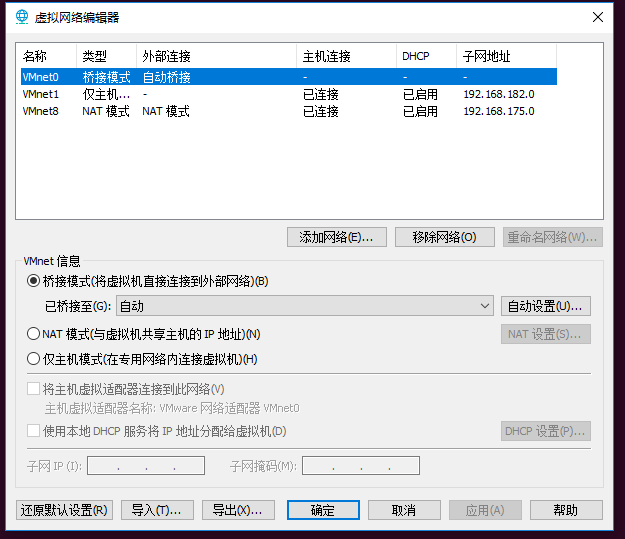 虚拟网络编辑器
名称 类型 外部连接 主机连接 DHCP 子网地址
VMnet0 桥接模式 自动桥接 - - -
VMnet1 仅主机... - 已连接 已启用 192.168.182.0
VMnet8 NAT 模式 NAT 模式 已连接 已启用 192.168.175.0
添加网络(E)... 移除网络(O) 重命名网络(W)...
VMnet 信息
桥接模式(将虚拟机直接连接到外部网络)(B)
已桥接至(G): 自动 自动设置(U)...
NAT 模式(与虚拟机共享主机的 IP 地址)(N) NAT 设置(S)...
仅主机模式(在专用网络内连接虚拟机)(H)
将主机虚拟适配器连接到此网络(V)
主机虚拟适配器名称: VMware 网络适配器 VMnet0
使用本地 DHCP 服务将 IP 地址分配给虚拟机(D) DHCP 设置(P)...
子网 IP (I): . . . 子网掩码(M): . . .
还原默认设置(R) 导入(T)... 导出(X)... 确定 取消 应用(A) 帮助